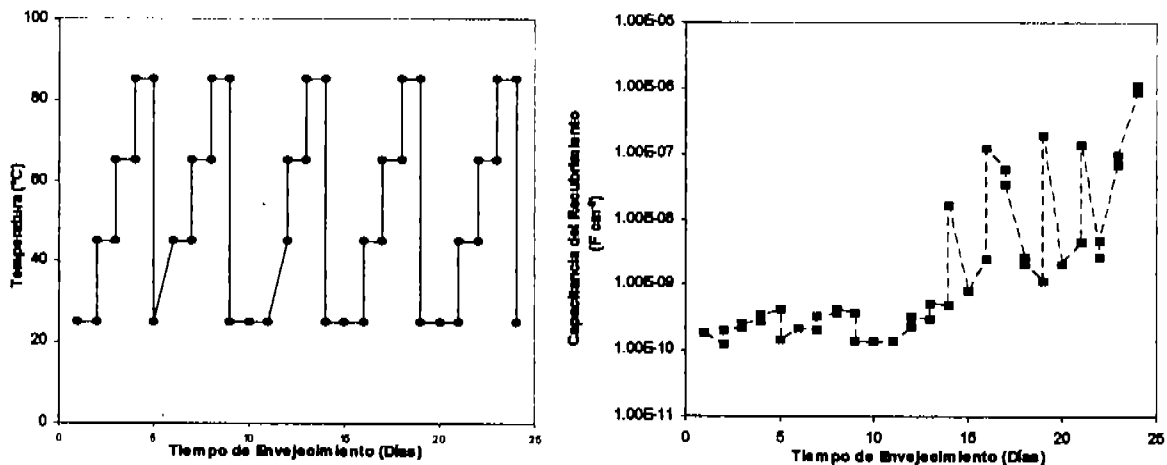 100
80
60
40
20
0
Temperatura (°C)
0
5
10
15
20
25
Tiempo de Envejecimiento (Días)
1.00E-05
1.00E-06
1.00E-07
1.00E-08
1.00E-09
1.00E-10
1.00E-11
Capacitancia del Recubrimiento
(F cm⁻²)
0
5
10
15
20
25
Tiempo de Envejecimiento (Días)